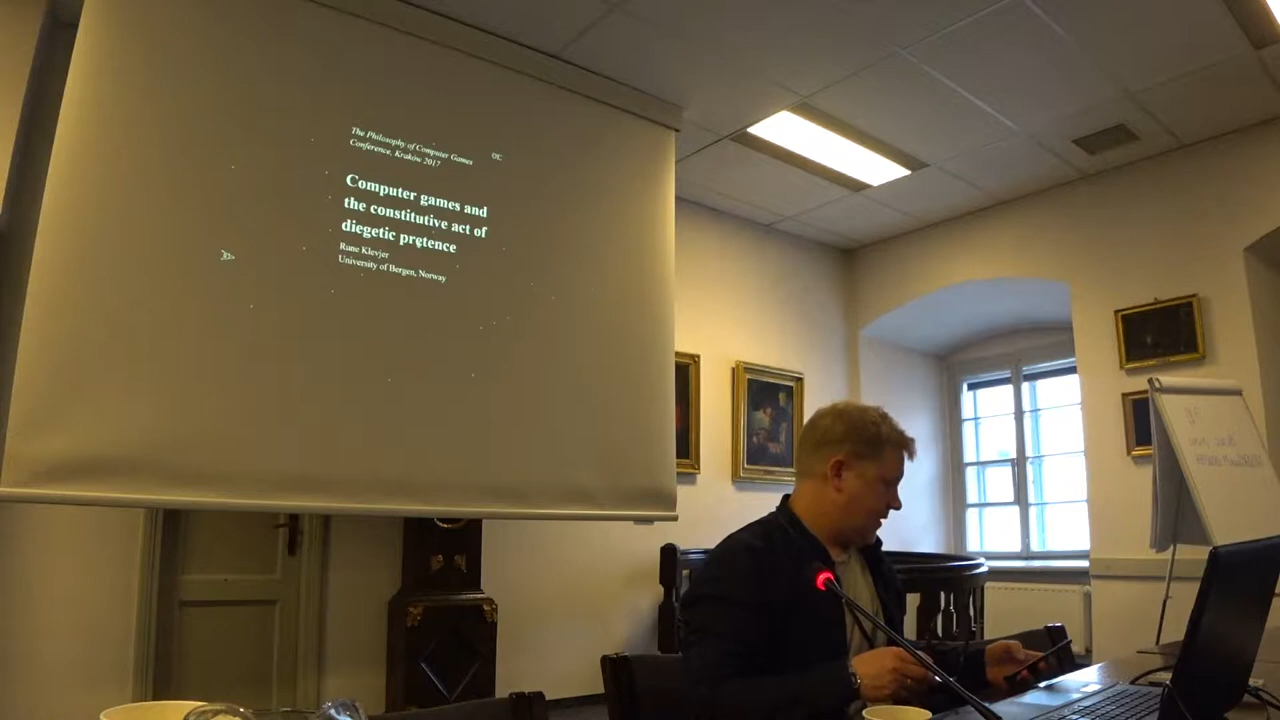 The Philosophy of Computer Games
Conference, Kraków 2017
Computer games and
the constitutive act of
diegetic pretence
Rune Klevjer
University of Bergen, Norway